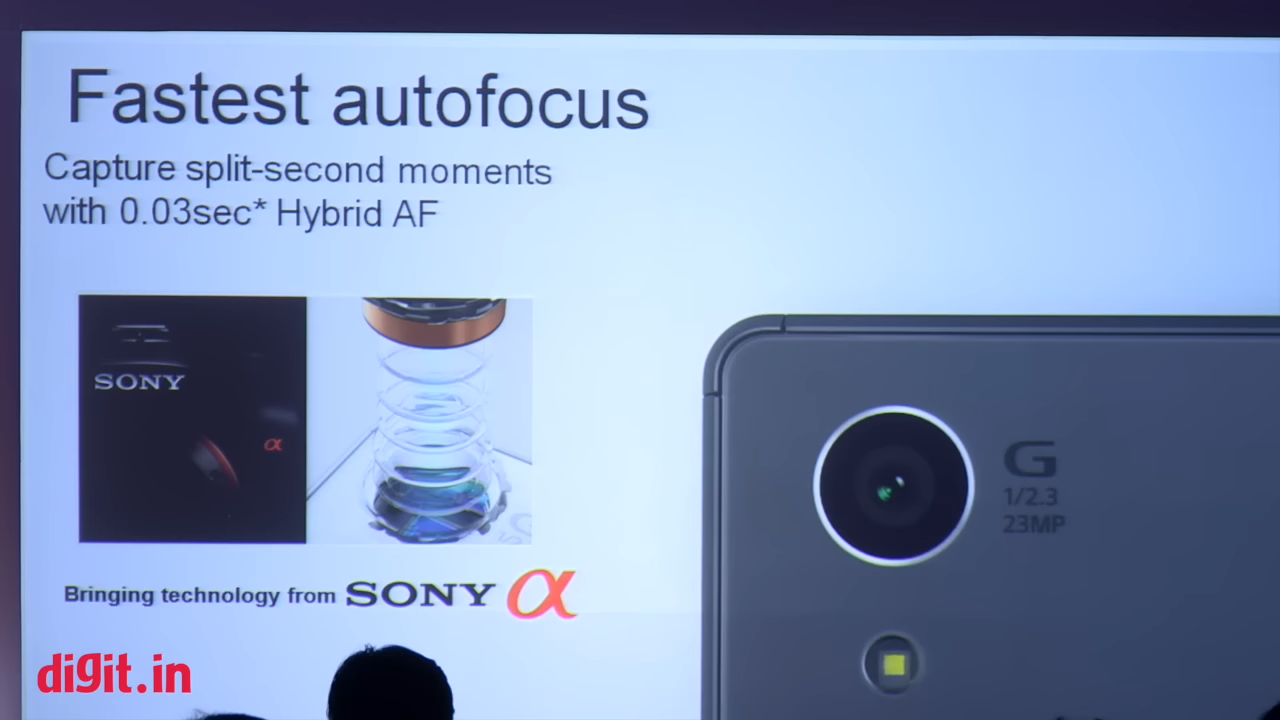 Fastest autofocus
Capture split-second moments
with 0.03sec* Hybrid AF
SONY
α
G
1/2.3
23MP
Bringing technology from SONY α
digit.in